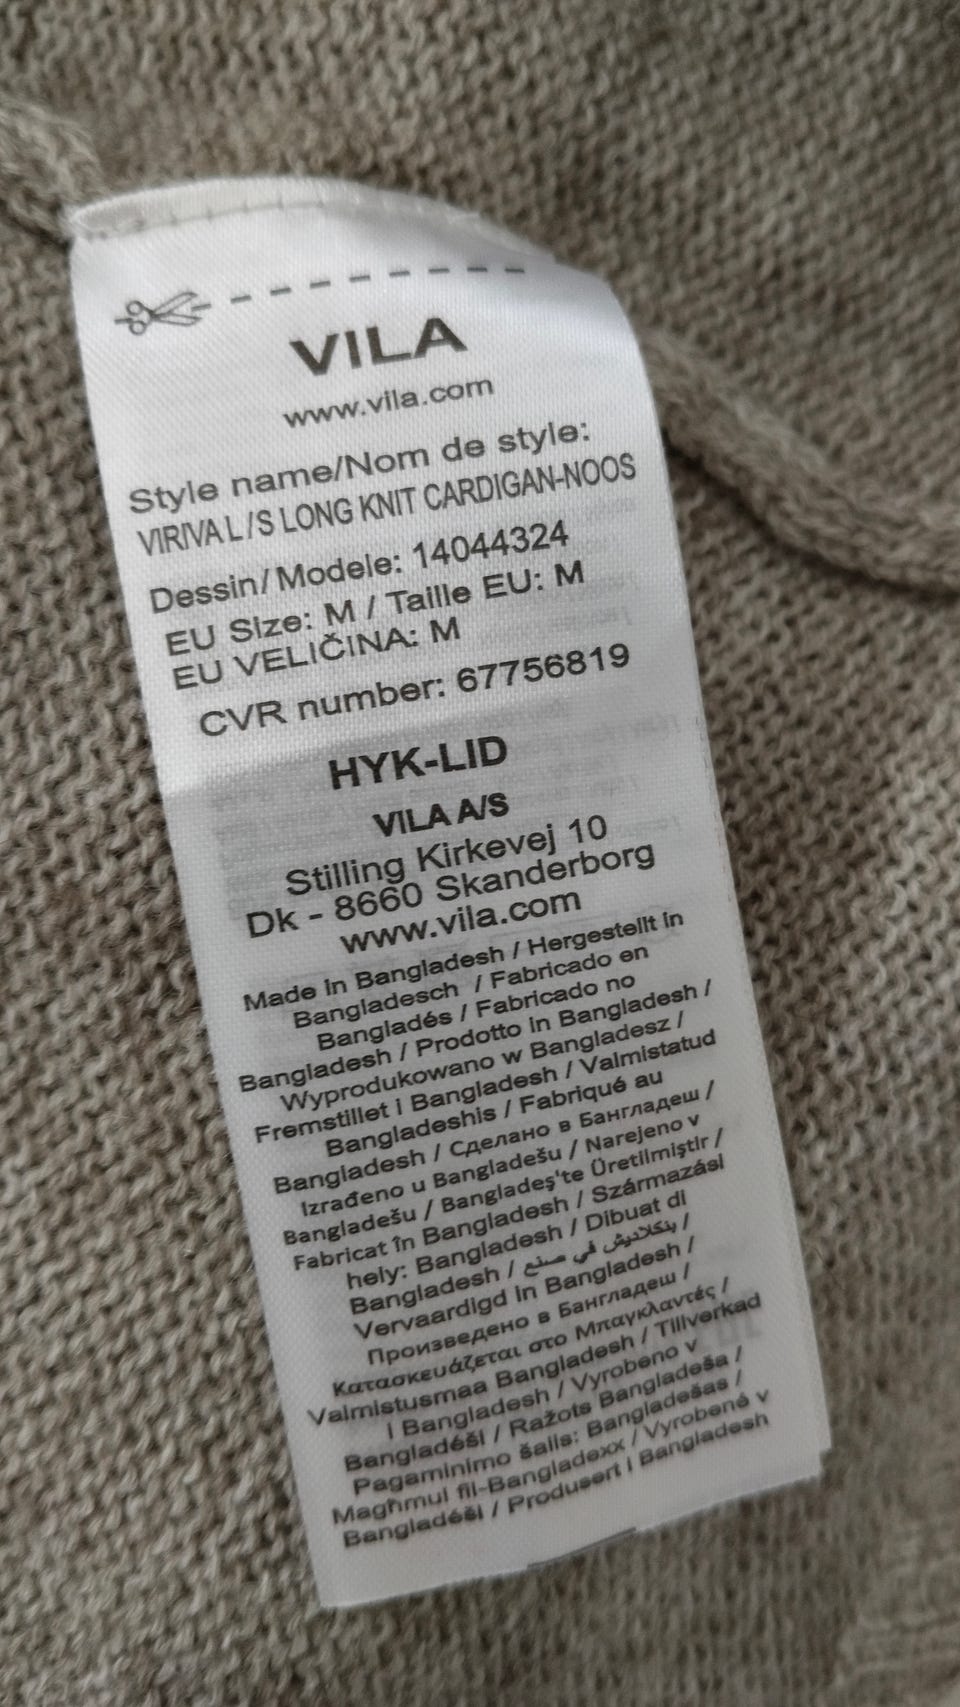 VILA
www.vila.com
Style name/Nom de style:
VIRIVA L/S LONG KNIT CARDIGAN-NOOS
Dessin/Modele: 14044324
EU Size: M / Taille EU: M
EU VELIČINA: M
CVR number: 67756819
HYK-LID
VILA A/S
Stilling Kirkevej 10
Dk - 8660 Skanderborg
www.vila.com
Made in Bangladesh / Hergestellt in
Bangladesch / Fabricado en
Bangladés / Fabricado no
Bangladesh / Prodotto in Bangladesh /
Wyprodukowano w Bangladesz /
Fremstillet i Bangladesh / Valmistatud
Bangladeshis / Fabriqué au
Bangladesh / Сделано в Бангладеш /
Izrađeno u Bangladešu / Narejeno v
Bangladešu / Bangladeş'te Üretilmiştir /
Fabricat în Bangladesh / Származási
hely: Bangladesh / Dibuat di
Bangladesh / بنكلاديش في صنع /
Vervaardigd in Bangladesh /
Произведено в Бангладеш /
Κατασκευάζεται στο Μπαγκλαντές /
Valmistusmaa Bangladesh / Tillverkad
i Bangladesh / Vyrobeno v
Bangladéši / Ražots Bangladeša /
Pagaminimo šalis: Bangladešas /
Magħmul fil-Bangladexx / Vyrobené v
Bangladéši / Produsert i Bangladesh